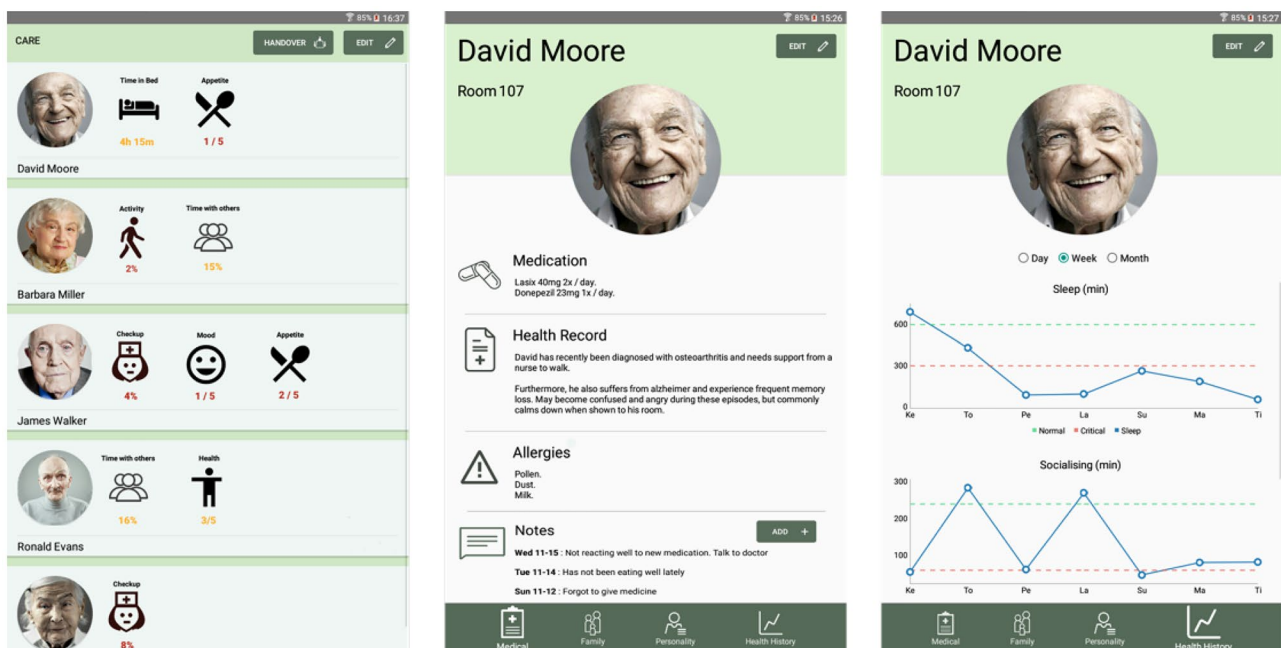 85% 16:37
CARE
HANDOVER
EDIT
Time in Bed
Appetite
4h 15m
1 / 5
David Moore
Activity
Time with others
2%
15%
Barbara Miller
Checkup
Mood
Appetite
4%
1 / 5
2 / 5
James Walker
Time with others
Health
16%
3/5
Ronald Evans
Checkup
8%
85% 15:26
David Moore
EDIT
Room 107
Medication
Lasix 40mg 2x / day.
Donepezil 23mg 1x / day.
Health Record
David has recently been diagnosed with osteoarthritis and needs support from a
nurse to walk.
Furthermore, he also suffers from alzheimer and experience frequent memory
loss. May become confused and angry during these episodes, but commonly
calms down when shown to his room.
Allergies
Pollen.
Dust.
Milk.
Notes
ADD +
Wed 11-15 : Not reacting well to new medication. Talk to doctor
Tue 11-14 : Has not been eating well lately
Sun 11-12 : Forgot to give medicine
Medical
Family
Personality
Health History
85% 15:27
David Moore
EDIT
Room 107
Day Week Month
Sleep (min)
600
300
0
Ke To Pe La Su Ma Ti
Normal Critical Sleep
Socialising (min)
300
200
100
Ke To Pe La Su Ma Ti
Medical
Family
Personality
Health History